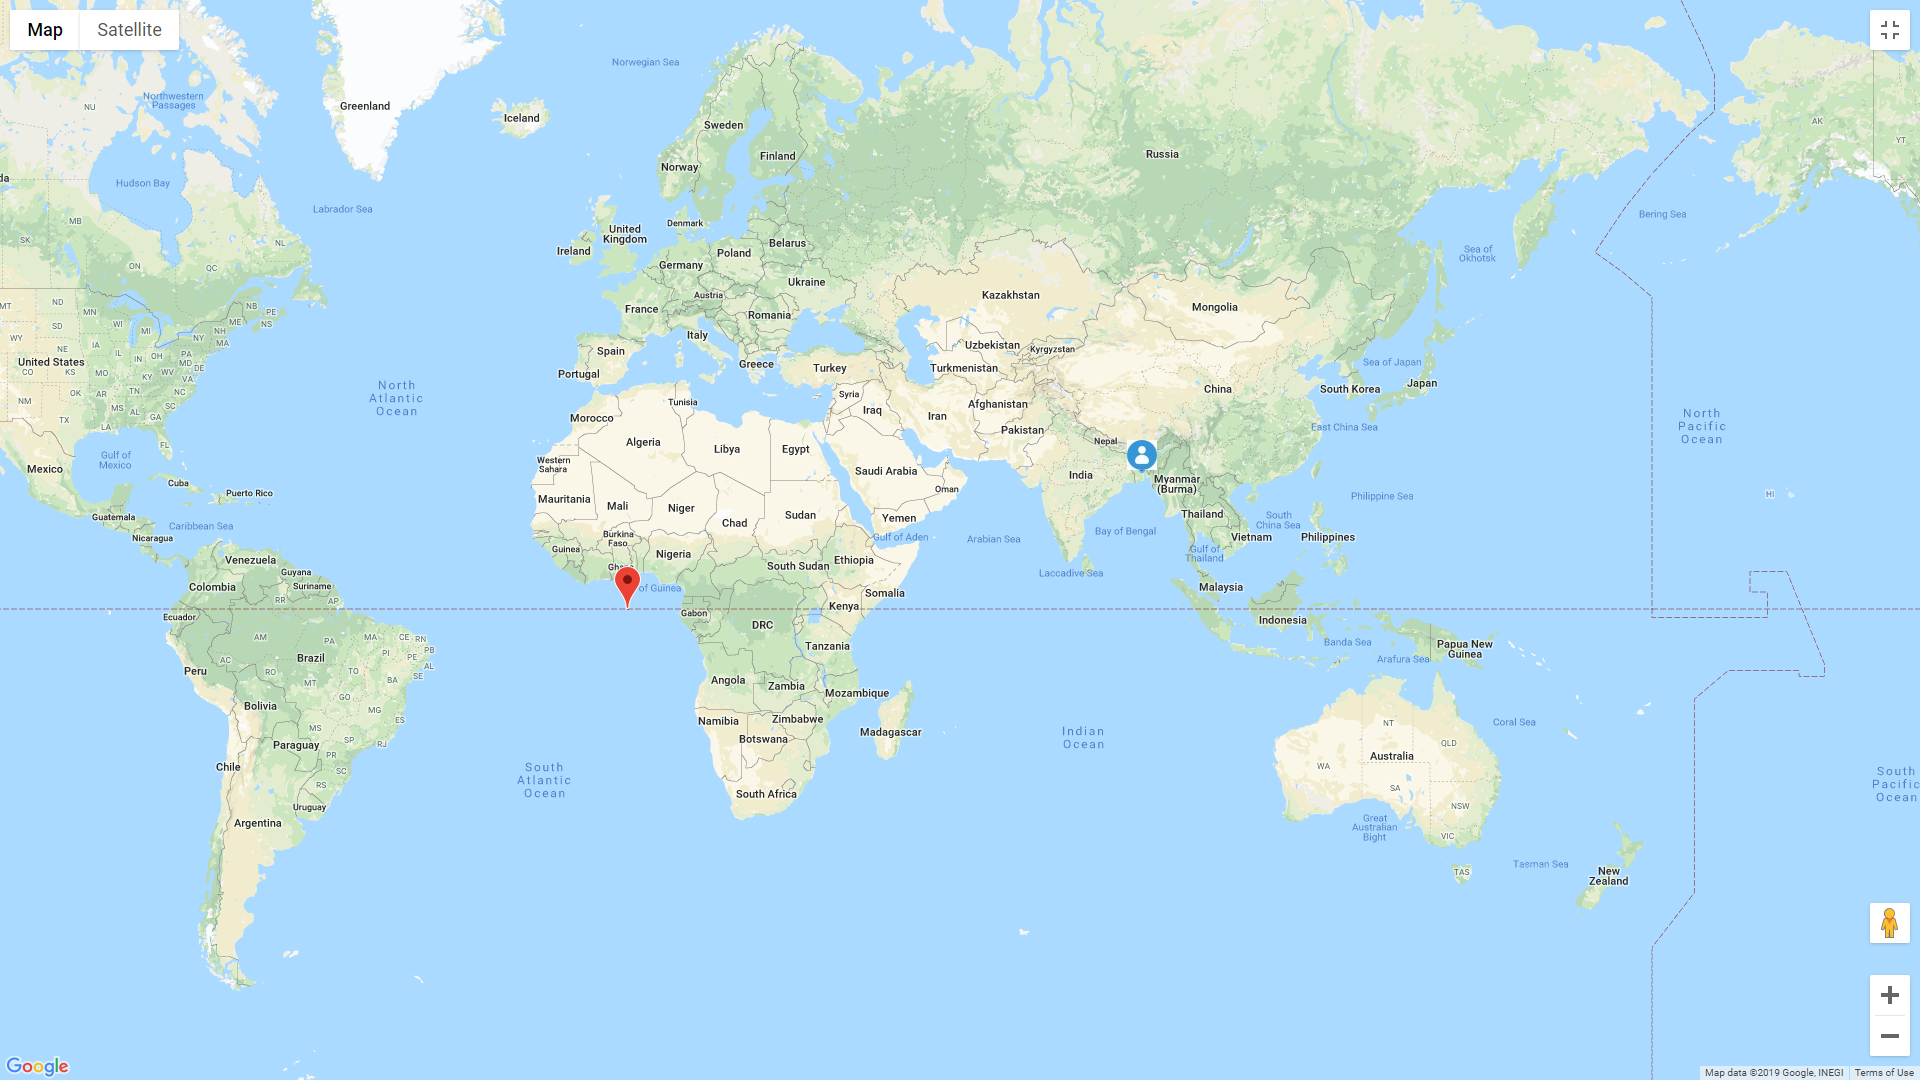 Map
Satellite
Norwegian Sea
Greenland
Northwestern
Passages
NU
Iceland
Sweden
Finland
Norway
Russia
AK
YT
da
Hudson Bay
Labrador Sea
Bering Sea
MB
SK
NL
ON
QC
Denmark
United
Kingdom
Ireland
Belarus
Poland
Germany
Ukraine
Sea of
Okhotsk
Austria
France
Romania
Kazakhstan
Mongolia
MT
ND
MN
NB
PE
NS
ME
SD
WI
MI
NH
MA
NY
WY
NE
IA
IL
IN
OH
PA
MD
DE
NJ
United States
CO
KS
MO
KY
WV
VA
OK
TN
NC
NM
AR
MS
AL
GA
SC
TX
LA
FL
Italy
Spain
Portugal
Greece
Turkey
Uzbekistan
Kyrgyzstan
Turkmenistan
Sea of Japan
China
South Korea
Japan
North
Atlantic
Ocean
Tunisia
Syria
Iraq
Iran
Afghanistan
Pakistan
Morocco
Algeria
Libya
Egypt
Nepal
East China Sea
North
Pacific
Ocean
Gulf of
Mexico
Mexico
Cuba
Puerto Rico
Western
Sahara
Saudi Arabia
India
Myanmar
(Burma)
Oman
Mauritania
Mali
Niger
Chad
Sudan
Yemen
Philippine Sea
HI
Guatemala
Caribbean Sea
Nicaragua
Thailand
South
China Sea
Vietnam
Philippines
Bay of Bengal
Arabian Sea
Gulf of Aden
Burkina
Faso
Guinea
Nigeria
South Sudan
Ethiopia
Gulf of
Thailand
Laccadive Sea
Venezuela
Guyana
Suriname
Colombia
of Guinea
Somalia
Malaysia
RR
AP
Ecuador
Gabon
Kenya
DRC
Indonesia
AM
PA
MA
CE
RN
PB
PE
AL
SE
PI
AC
RO
TO
BA
MT
Peru
Brazil
Tanzania
Banda Sea
Papua New
Guinea
Arafura Sea
Angola
Zambia
Mozambique
GO
Bolivia
MG
ES
MS
SP
RJ
Namibia
Zimbabwe
Botswana
Madagascar
Indian
Ocean
NT
Coral Sea
QLD
Paraguay
PR
SC
RS
Chile
South
Atlantic
Ocean
WA
Australia
SA
South
Pacific
Ocean
South Africa
Uruguay
NSW
Argentina
Great
Australian
Bight
VIC
Tasman Sea
TAS
New
Zealand
Google
Map data ©2019 Google, INEGI
Terms of Use